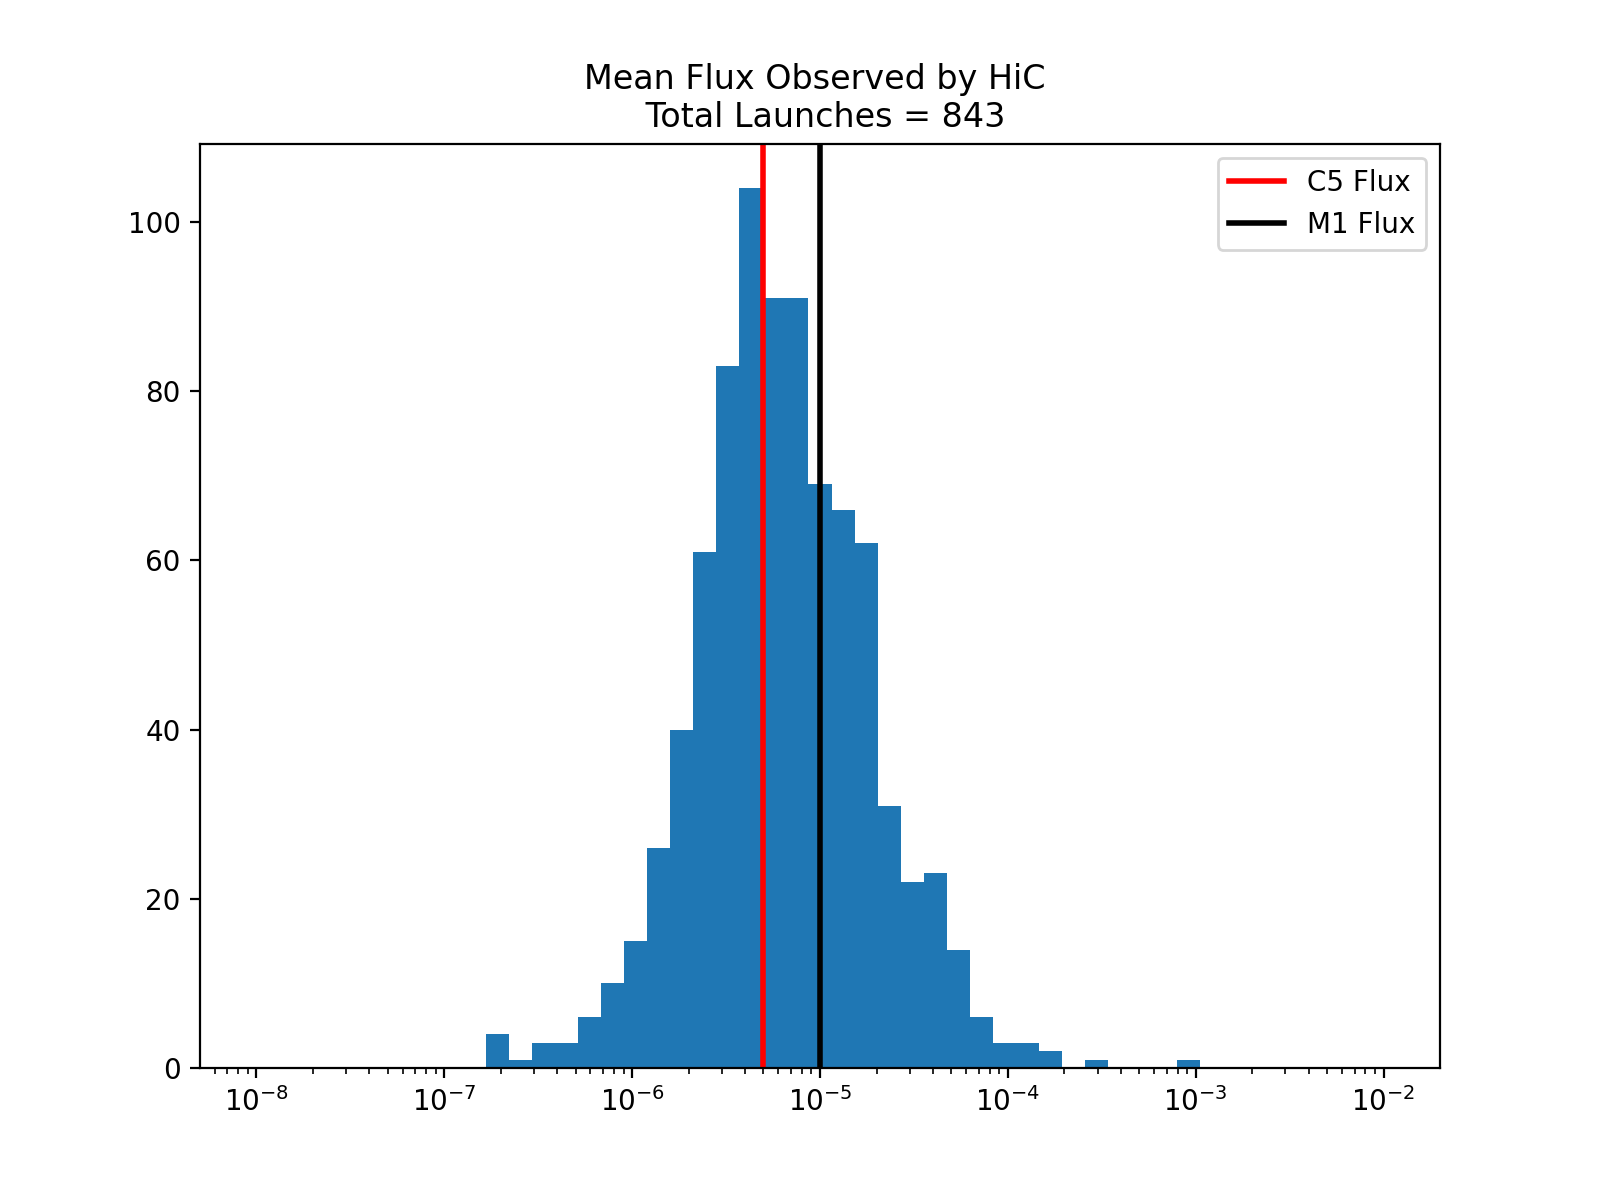 Mean Flux Observed by HiC
Total Launches = 843
C5 Flux
M1 Flux
100
80
60
40
20
0
10⁻⁸ 10⁻⁷ 10⁻⁶ 10⁻⁵ 10⁻⁴ 10⁻³ 10⁻²